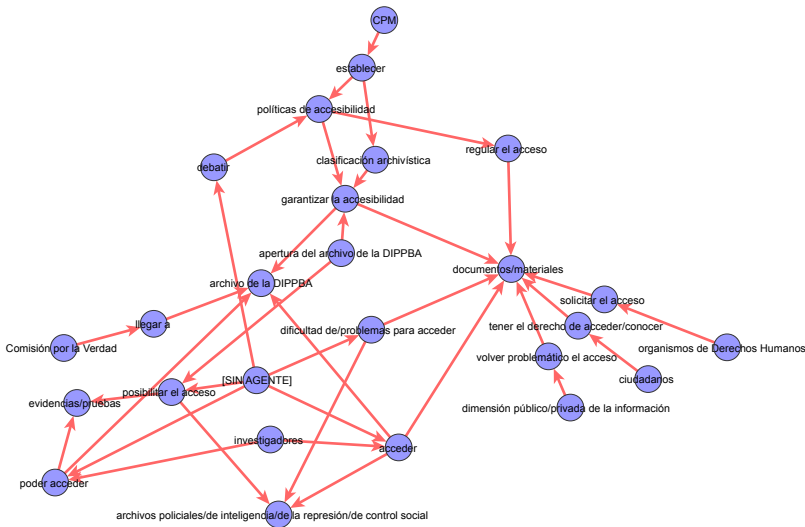 CPM
establecer
políticas de accesibilidad
regular el acceso
clasificación archivística
debatir
garantizar la accesibilidad
apertura del archivo de la DIPPBA
documentos/materiales
archivo de la DIPPBA
solicitar el acceso
llegar a
dificultad de/problemas para acceder
tener el derecho de acceder/conocer
Comisión por la Verdad
organismos de Derechos Humanos
volver problemático el acceso
[SIN AGENTE]
ciudadanos
posibilitar el acceso
evidencias/pruebas
dimensión público/privada de la información
investigadores
acceder
poder acceder
archivos policiales/de inteligencia/de la represión/de control social